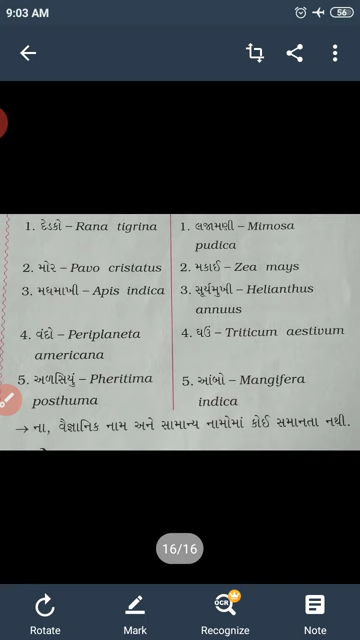 9:03 AM
56
1. દેડકો – Rana tigrina
2. મોર – Pavo cristatus
3. મધમાખી – Apis indica
4. વંદો – Periplaneta
americana
5. અળસિયું – Pheritima
posthuma
1. લજામણી – Mimosa
pudica
2. મકાઈ – Zea mays
3. સૂર્યમુખી – Helianthus
annuus
4. ઘઉં – Triticum aestivum
5. આંબો – Mangifera
indica
→ ના, વૈજ્ઞાનિક નામ અને સામાન્ય નામોમાં કોઈ સમાનતા નથી.
16/16
OCR
Rotate
Mark
Recognize
Note